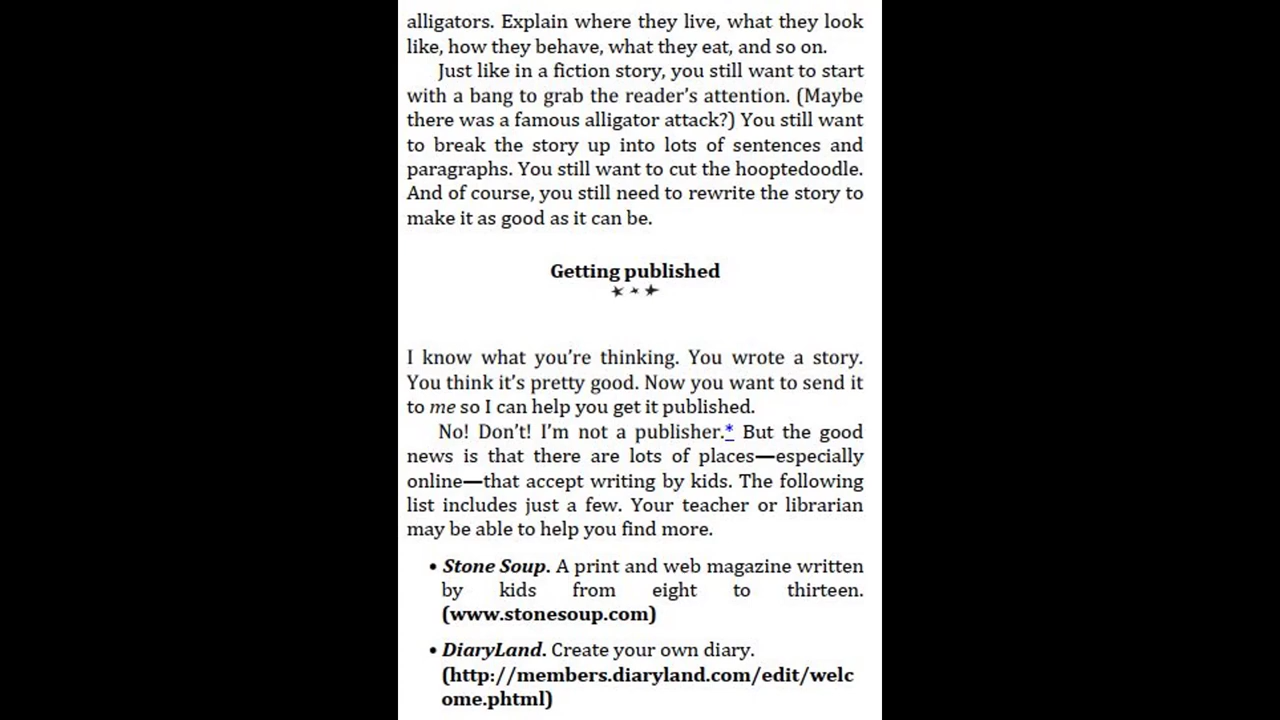 alligators. Explain where they live, what they look
like, how they behave, what they eat, and so on.
Just like in a fiction story, you still want to start
with a bang to grab the reader's attention. (Maybe
there was a famous alligator attack?) You still want
to break the story up into lots of sentences and
paragraphs. You still want to cut the hooptedoodle.
And of course, you still need to rewrite the story to
make it as good as it can be.
Getting published
I know what you're thinking. You wrote a story.
You think it's pretty good. Now you want to send it
to me so I can help you get it published.
No! Don't! I'm not a publisher.* But the good
news is that there are lots of places—especially
online—that accept writing by kids. The following
list includes just a few. Your teacher or librarian
may be able to help you find more.
• Stone Soup. A print and web magazine written
by kids from eight to thirteen.
(www.stonesoup.com)
• DiaryLand. Create your own diary.
(http://members.diaryland.com/edit/welc
ome.phtml)